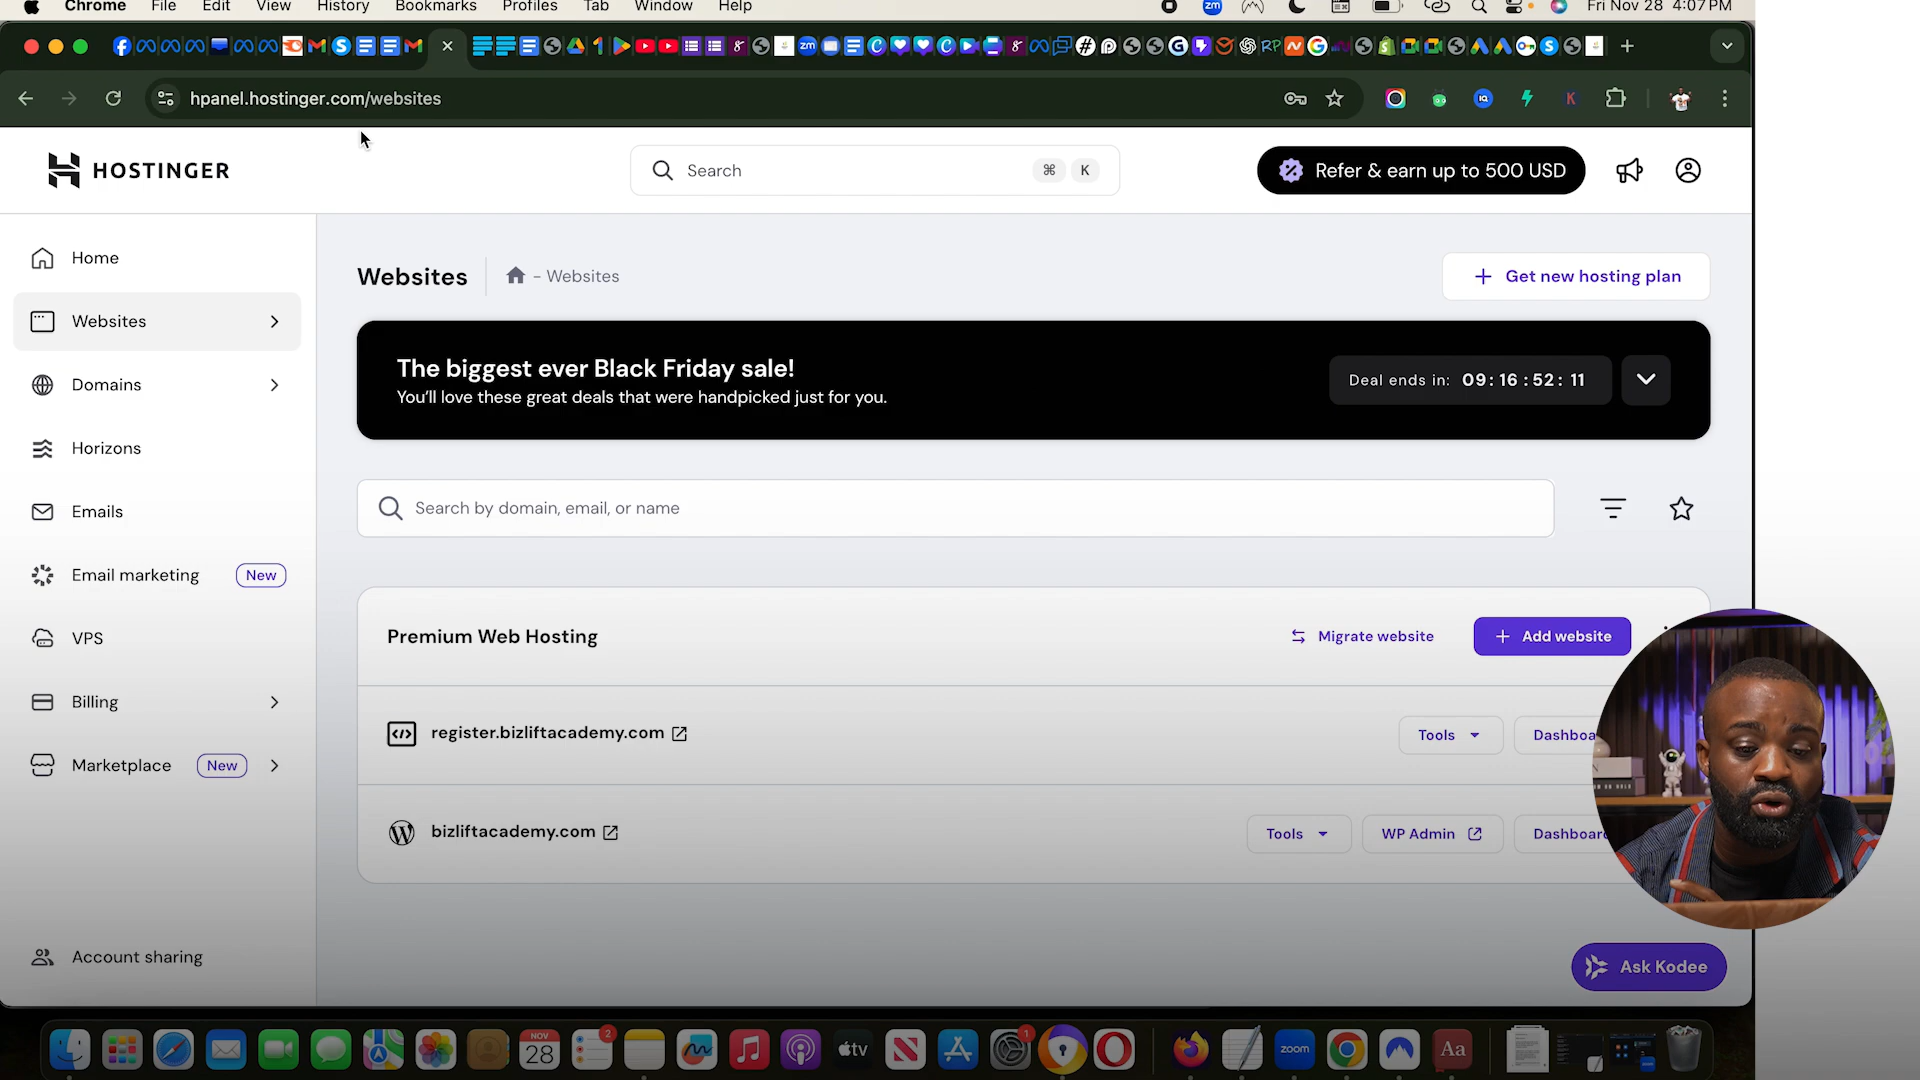 Chrome File Edit View History Bookmarks Profiles Tab Window Help
Fri Nov 28 4:07 PM
hpanel.hostinger.com/websites
HOSTINGER
Search
⌘ K
Refer & earn up to 500 USD
Home
Websites
Domains
Horizons
Emails
Email marketing New
VPS
Billing
Marketplace New
Account sharing
Websites
- Websites
Get new hosting plan
The biggest ever Black Friday sale!
You'll love these great deals that were handpicked just for you.
Deal ends in: 09 : 16 : 52 : 11
Search by domain, email, or name
Premium Web Hosting
Migrate website
+ Add website
register.bizliftacademy.com
Tools
bizliftacademy.com
Tools
WP Admin
Ask Kodee
NOV
28
2
tv
1
zoom
Aa